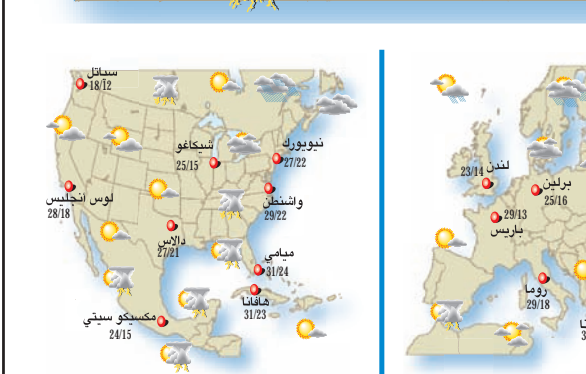 سياتل
18/12
شيكاغو
25/15
نيويورك
27/22
لوس أنجليس
28/18
واشنطن
29/22
دالاس
27/21
ميامي
31/24
هافانا
31/23
مكسيكو سيتي
24/15
لندن
23/14
برلين
25/16
29/13
باريس
روما
29/18